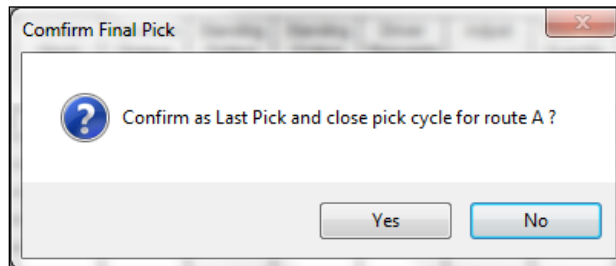 Comfirm Final Pick
Confirm as Last Pick and close pick cycle for route A ?
Yes
No